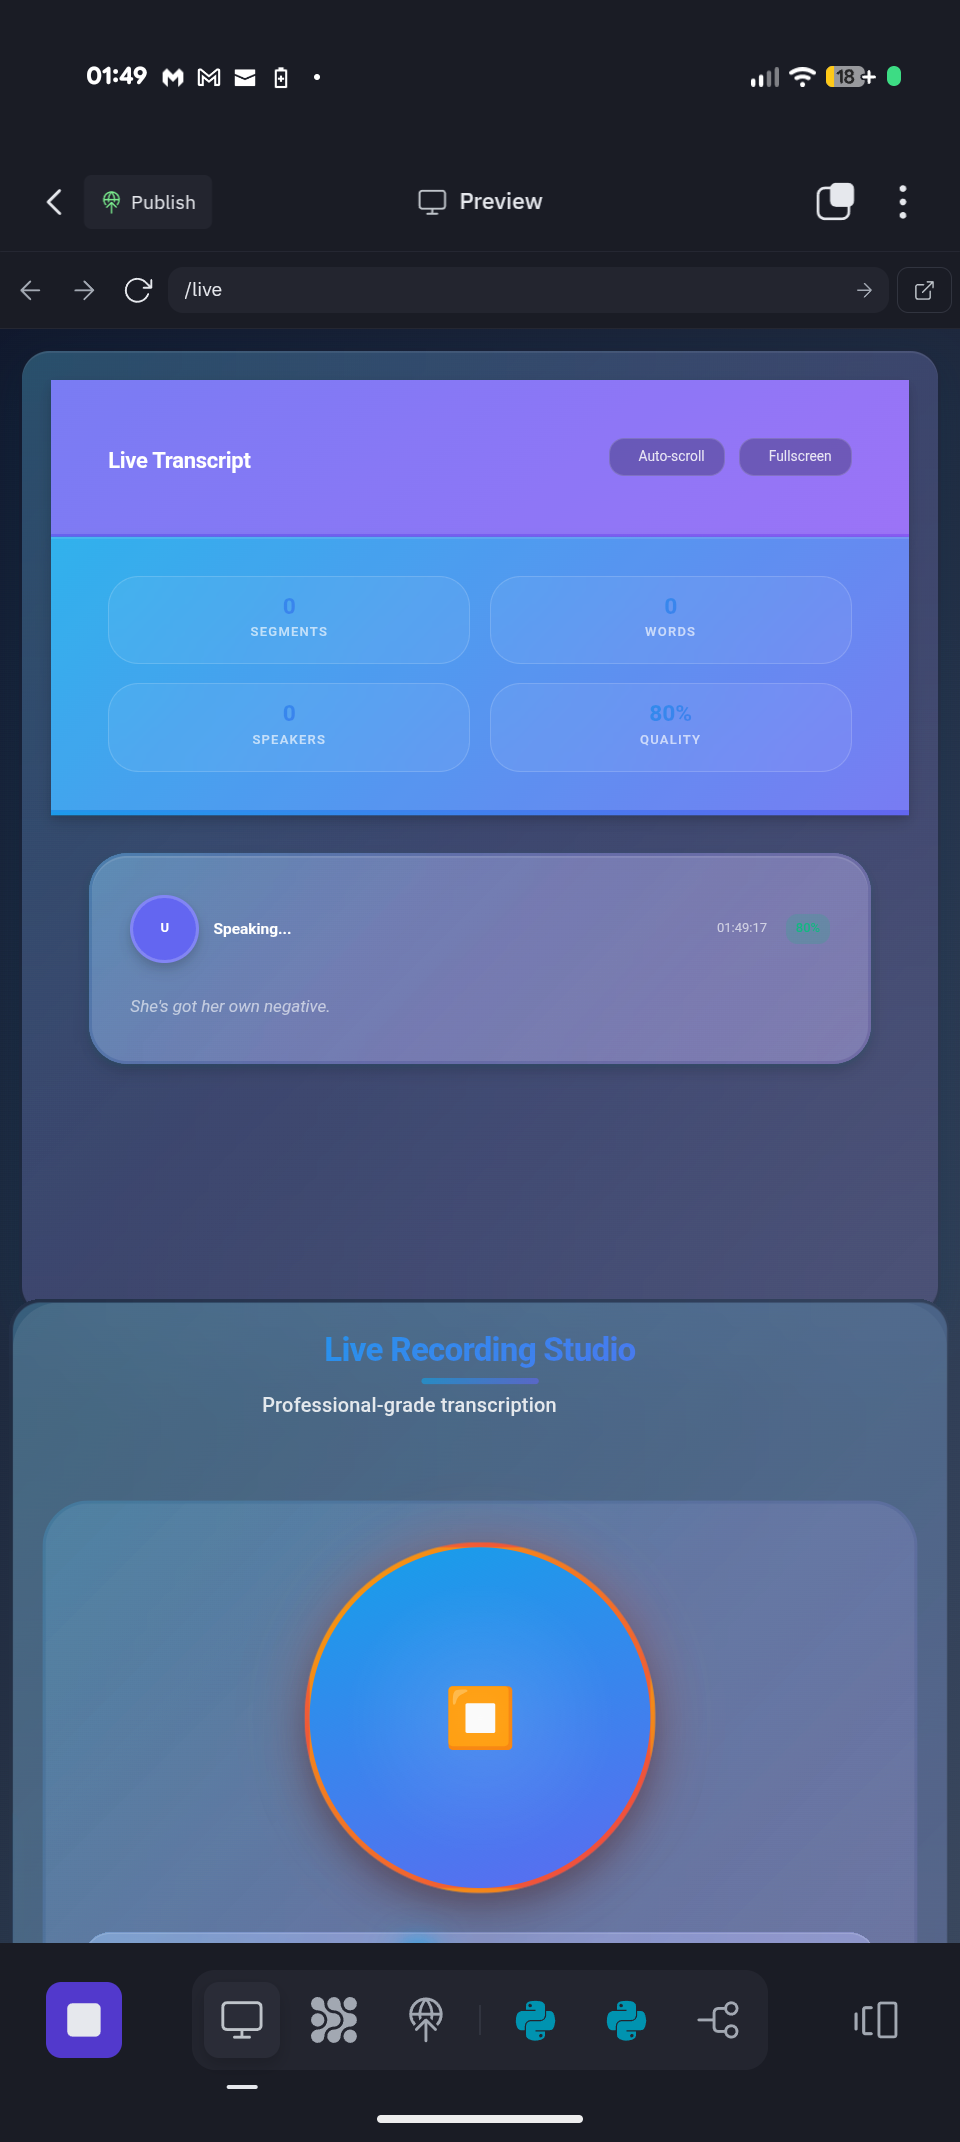 01:49
18
Publish
Preview
/live
Live Transcript
Auto-scroll
Fullscreen
0
SEGMENTS
0
WORDS
0
SPEAKERS
80%
QUALITY
U
Speaking...
01:49:17
She's got her own negative.
Live Recording Studio
Professional-grade transcription